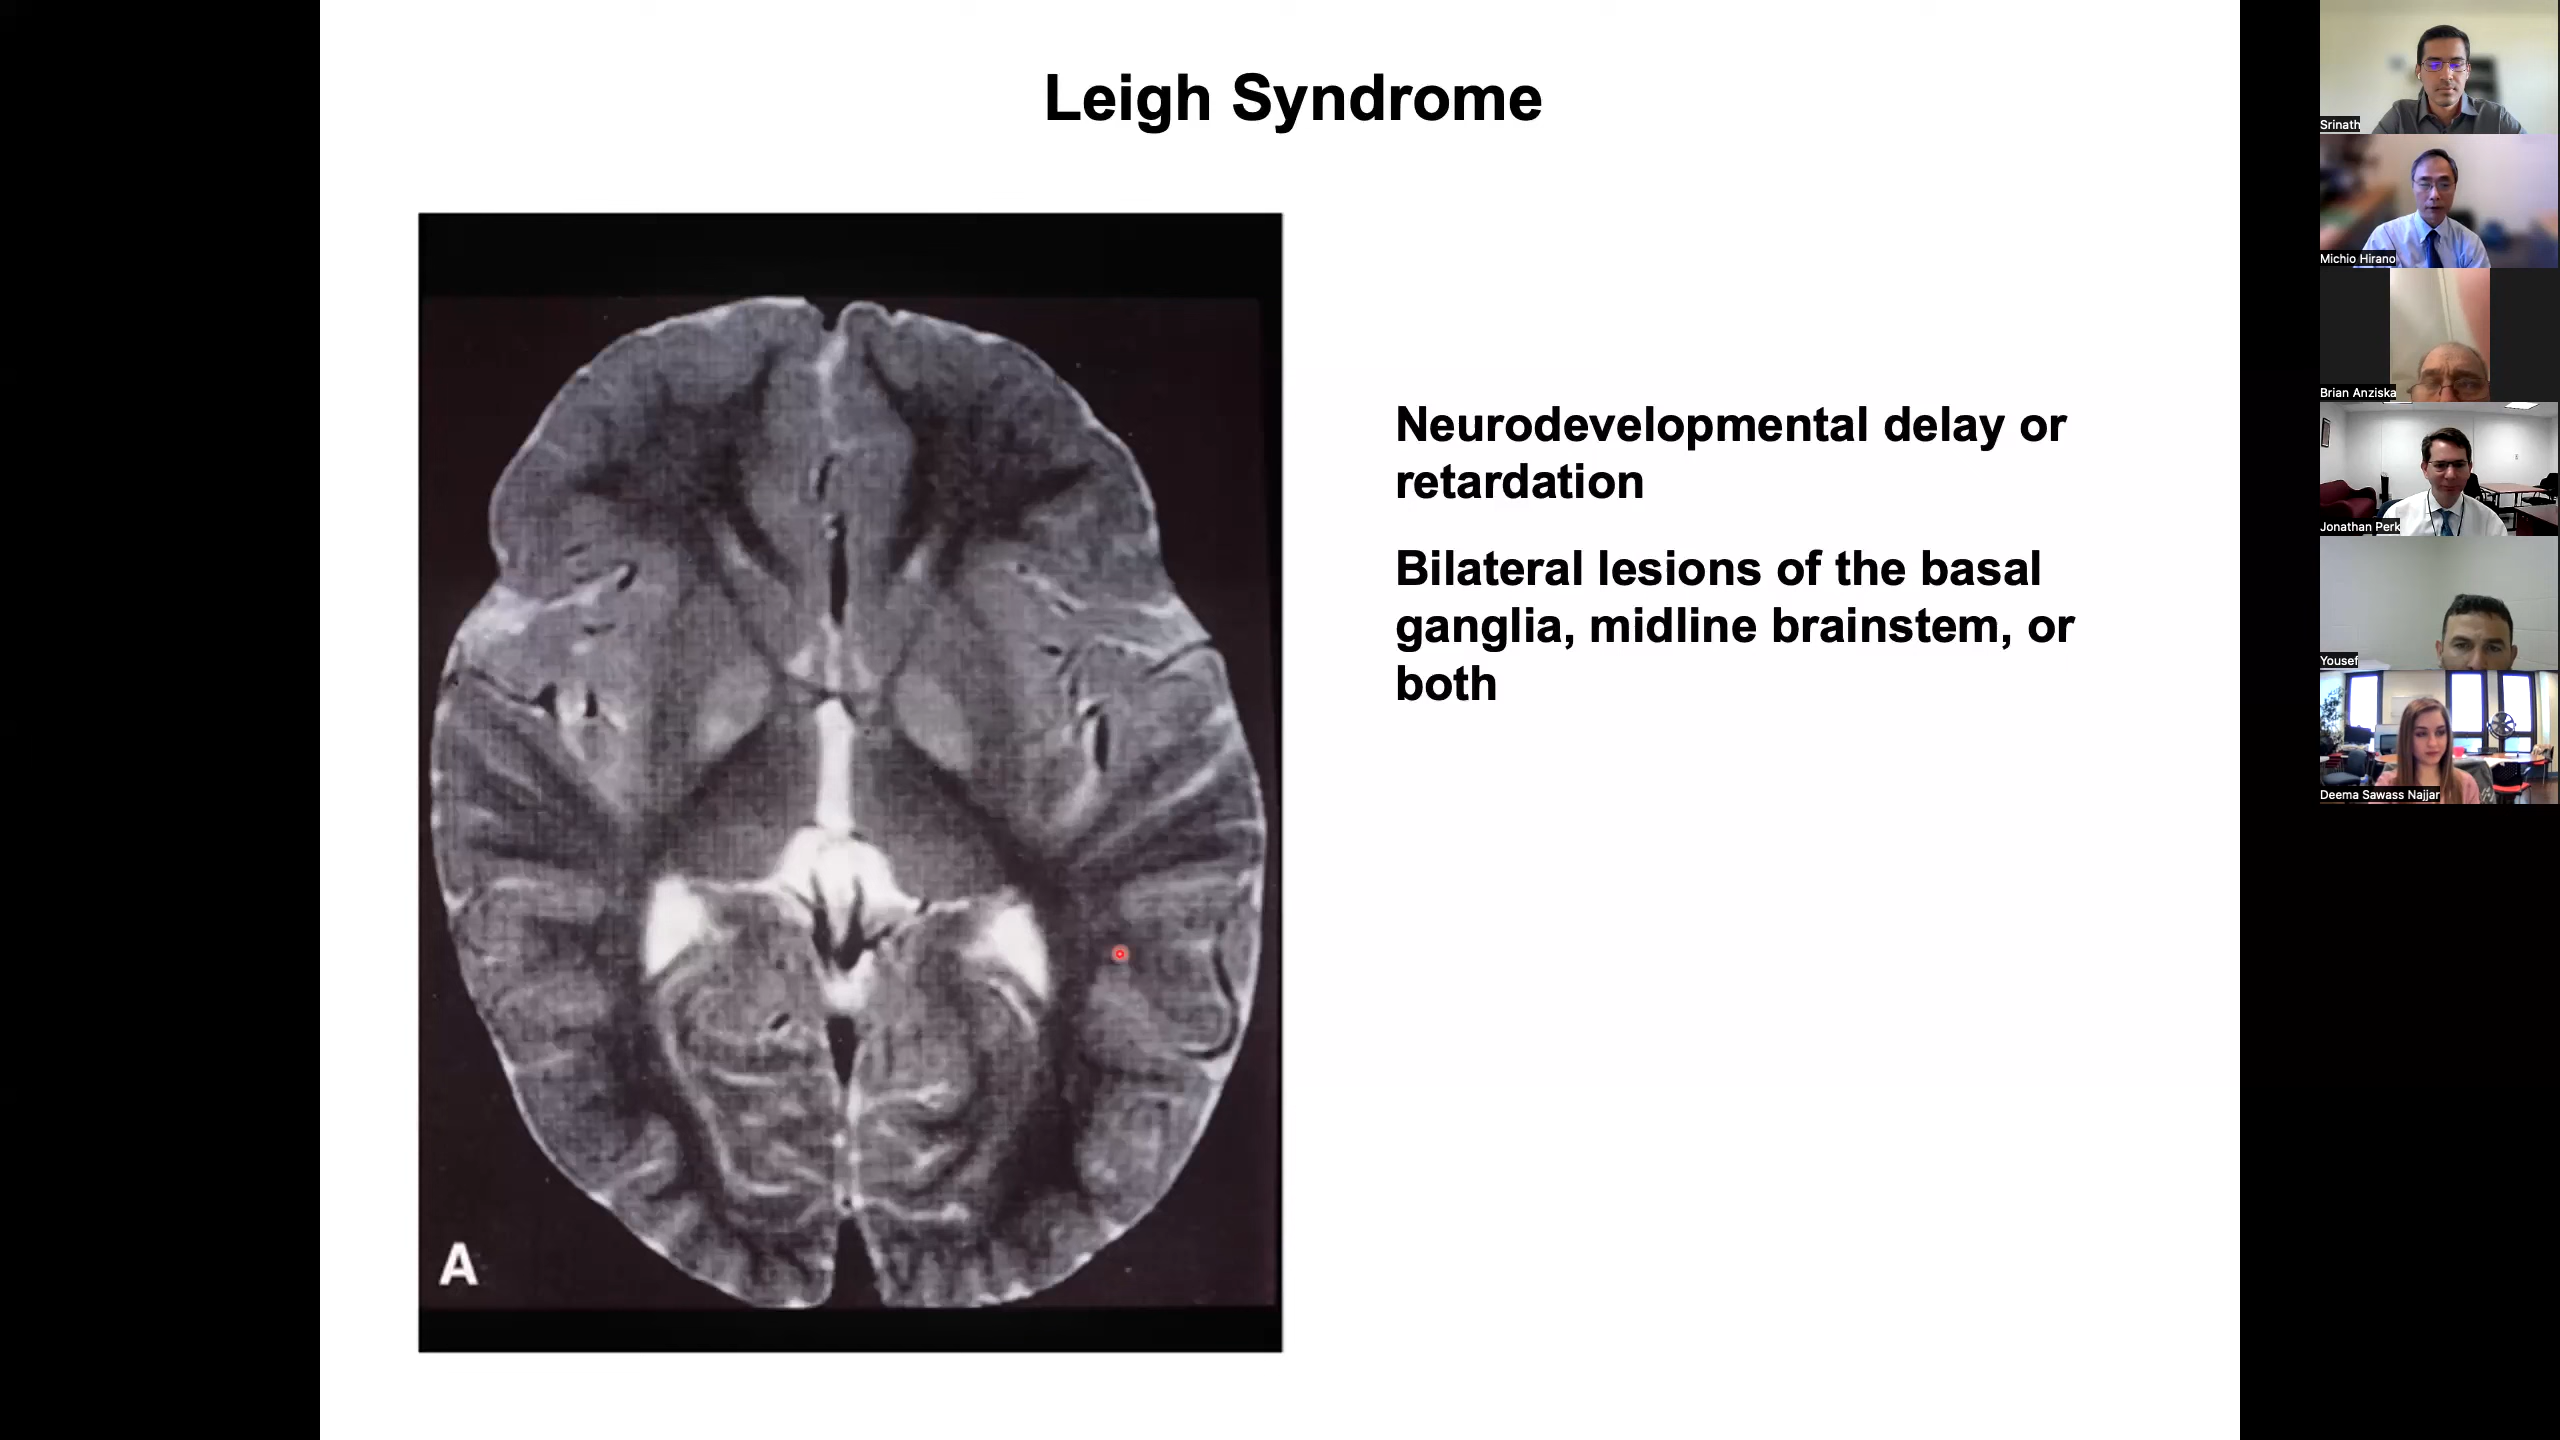 Leigh Syndrome
Neurodevelopmental delay or
retardation
Bilateral lesions of the basal
ganglia, midline brainstem, or
both
A
Srinath
Michio Hirano
Brian Anziska
Jonathan Perk
Yousef
Deema Sawass Najjar